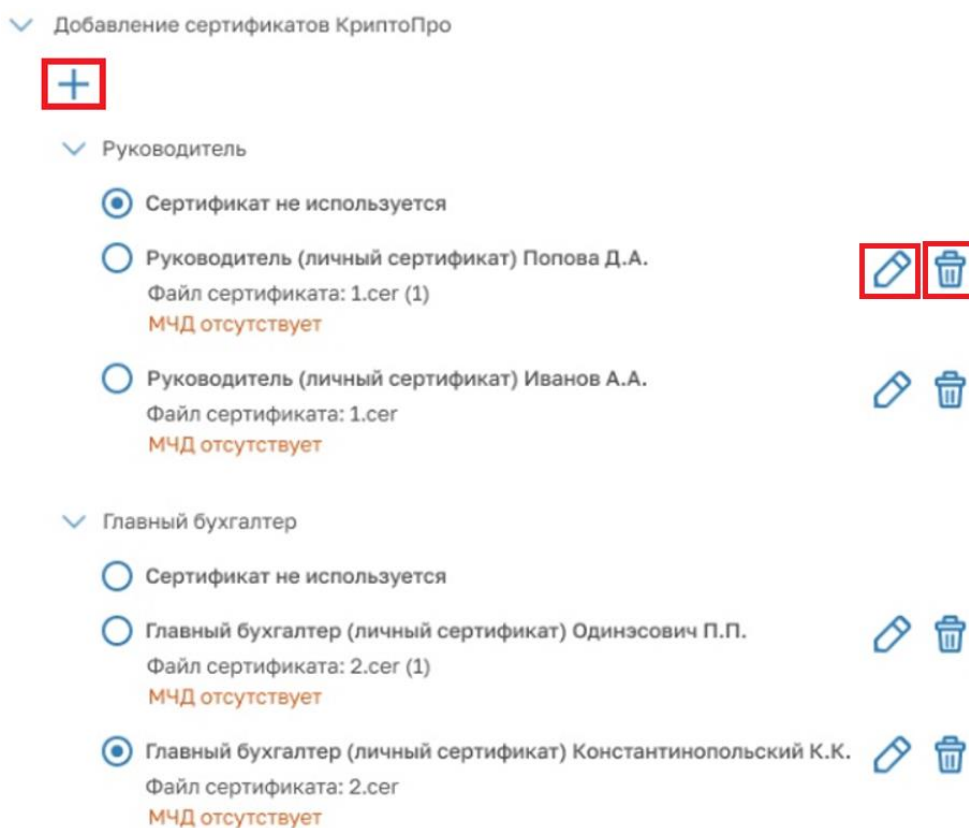 Добавление сертификатов КриптоПро
Руководитель
Сертификат не используется
Руководитель (личный сертификат) Попова Д.А.
Файл сертификата: 1.cer (1)
МЧД отсутствует
Руководитель (личный сертификат) Иванов А.А.
Файл сертификата: 1.cer
МЧД отсутствует
Главный бухгалтер
Сертификат не используется
Главный бухгалтер (личный сертификат) Одинэсович П.П.
Файл сертификата: 2.cer (1)
МЧД отсутствует
Главный бухгалтер (личный сертификат) Константинопольский К.К.
Файл сертификата: 2.cer
МЧД отсутствует